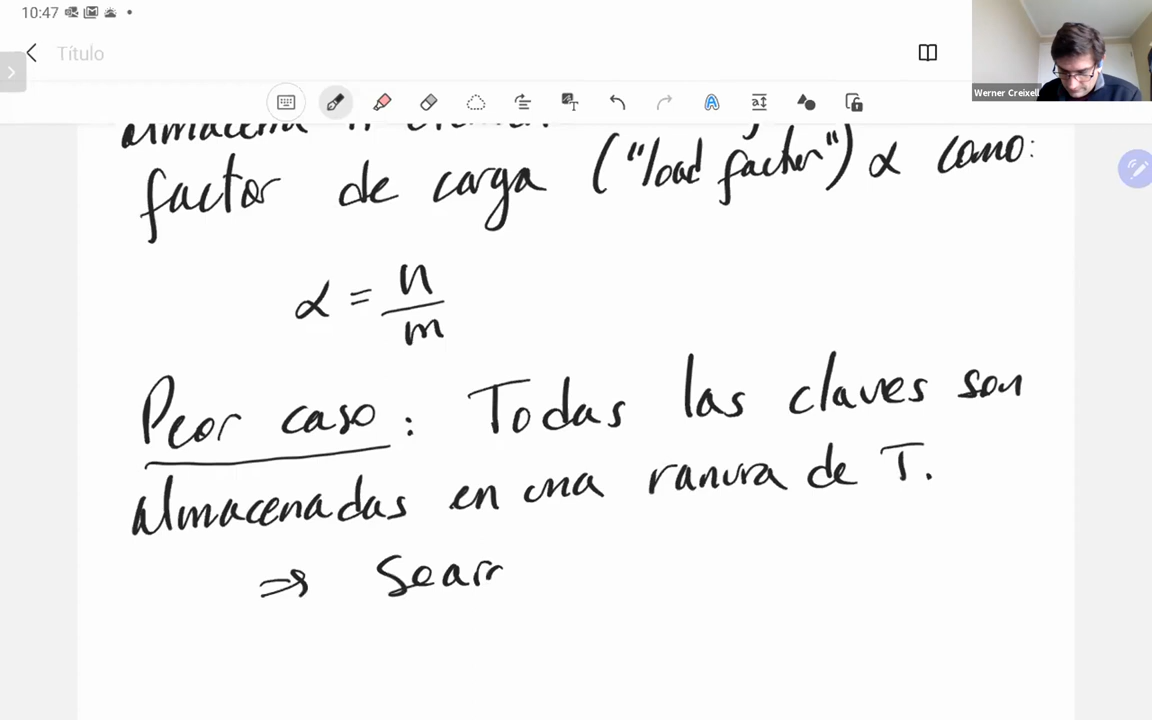 10:47
Título
Werner Creixell
almacena n
factor de carga ("load factor") α como:
α = n
m
Peor caso: Todas las claves son
almacenadas en una ranura de T.
⇒ Sear